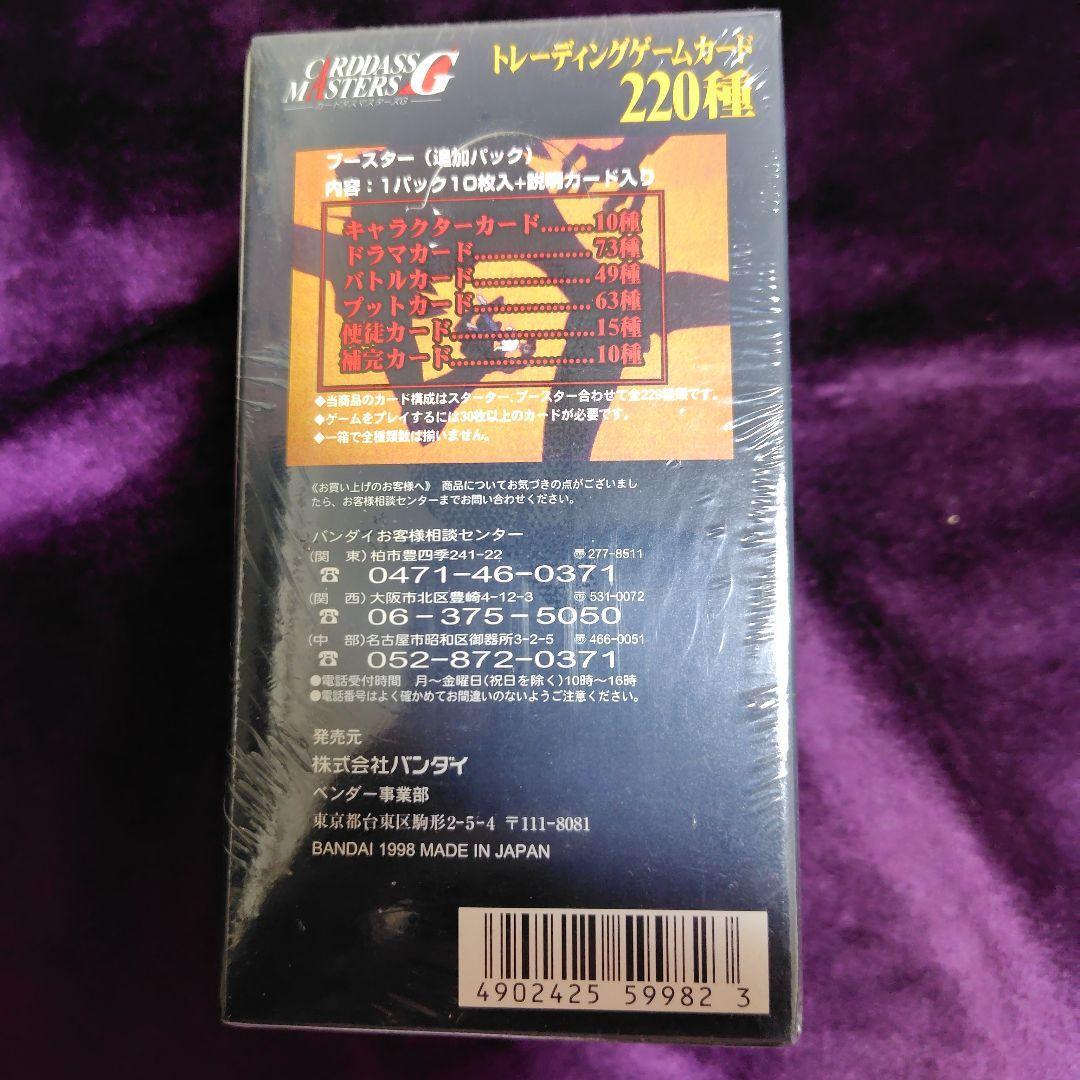 CARDDASS
MASTERS G
カードダスマスターズG
トレーディングゲームカード
220種
ブースター（追加パック）
内容：1パック10枚入+説明カード入り
キャラクターカード........10種
ドラマカード..................73種
バトルカード..................49種
プットカード..................63種
使徒カード.....................15種
補完カード.....................10種
◆当商品のカード構成はスターター、ブースター合わせて全220種類です。
◆ゲームをプレイするには30枚以上のカードが必要です。
◆一箱で全種類数は揃いません。
《お買い上げのお客様へ》 商品についてお気づきの点がございまし
たら、お客様相談センターまでお問い合わせください。
バンダイお客様相談センター
(関 東)柏市豊四季241-22 〠277-8511
☎ 0471-46-0371
(関 西)大阪市北区豊崎4-12-3 〠531-0072
☎ 06-375-5050
(中 部)名古屋市昭和区御器所3-2-5 〠466-0051
☎ 052-872-0371
●電話受付時間 月～金曜日(祝日を除く)10時～16時
●電話番号はよく確かめてお間違いのないようご注意ください。
発売元
株式会社バンダイ
ベンダー事業部
東京都台東区駒形2-5-4 〒111-8081
BANDAI 1998 MADE IN JAPAN
4902425 59982 3